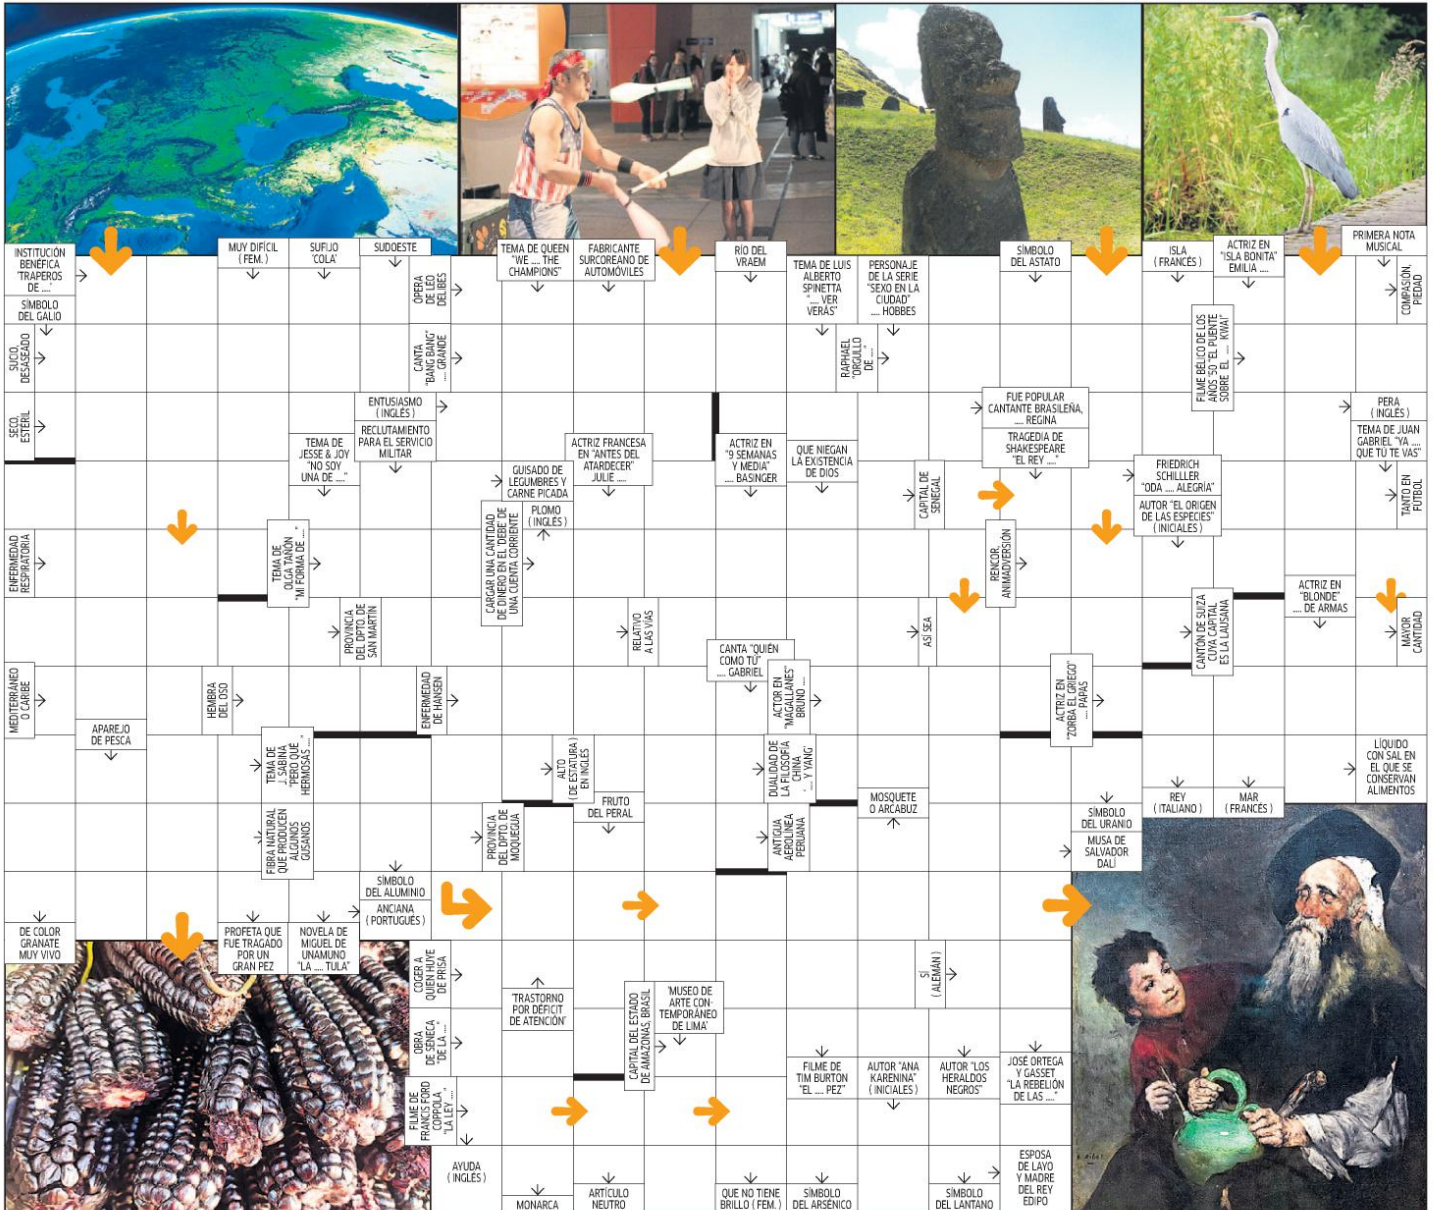 INSTITUCIÓN
BENÉFICA
'TRAPEROS
DE ....'
SÍMBOLO
DEL GALIO
MUY DIFÍCIL
(FEM.)
SUFIJO
'COLA'
SUDOESTE
ÓPERA
DE LÉO
DELIBES
TEMA DE QUEEN
"WE .... THE
CHAMPIONS"
FABRICANTE
SURCOREANO DE
AUTOMÓVILES
RÍO DEL
VRAEM
TEMA DE LUIS
ALBERTO
SPINETTA
".... VER
VERÁS"
PERSONAJE
DE LA SERIE
"SEXO EN LA
CIUDAD"
.... HOBBES
SÍMBOLO
DEL ASTATO
ISLA
(FRANCÉS)
ACTRIZ EN
"ISLA BONITA"
EMILIA ....
PRIMERA NOTA
MUSICAL
COMPASIÓN,
PIEDAD
SUCIO,
DESASEADO
CANTA
"BANG BANG"
.... GRANDE
RAPHAEL
"ORGULLO
DE ...."
FILME BÉLICO DE LOS
AÑOS '50 "EL PUENTE
SOBRE EL .... KWAI"
SECO,
ESTÉRIL
ENTUSIASMO
(INGLÉS)
RECLUTAMIENTO
PARA EL SERVICIO
MILITAR
TEMA DE
JESSE & JOY
"NO SOY
UNA DE ...."
ACTRIZ FRANCESA
EN "ANTES DEL
ATARDECER"
JULIE ....
ACTRIZ EN
"9 SEMANAS
Y MEDIA"
.... BASINGER
QUE NIEGAN
LA EXISTENCIA
DE DIOS
FUE POPULAR
CANTANTE BRASILEÑA,
.... REGINA
TRAGEDIA DE
SHAKESPEARE
"EL REY ...."
PERA
(INGLÉS)
TEMA DE JUAN
GABRIEL "YA ....
QUE TÚ TE VAS"
GUISADO DE
LEGUMBRES Y
CARNE PICADA
PLOMO
(INGLÉS)
CAPITAL DE
SENEGAL
FRIEDRICH
SCHILLLER
"ODA .... ALEGRÍA"
AUTOR "EL ORIGEN
DE LAS ESPECIES"
(INICIALES)
TANTO EN
FÚTBOL
ENFERMEDAD
RESPIRATORIA
TEMA DE
OLGA TAÑÓN
"MI FORMA DE ...."
CARGAR UNA CANTIDAD
DE DINERO EN EL 'DEBE' DE
UNA CUENTA CORRIENTE
RENCOR,
ANIMADVERSIÓN
ACTRIZ EN
"BLONDE"
.... DE ARMAS
PROVINCIA
DEL DPTO. DE
SAN MARTÍN
RELATIVO
A LAS VÍAS
ASÍ SEA
CANTÓN DE SUIZA
CUYA CAPITAL
ES LA LAUSANA
MAYOR
CANTIDAD
MEDITERRÁNEO
O CARIBE
HEMBRA
DEL OSO
ENFERMEDAD
DE HANSEN
CANTA "QUIÉN
COMO TÚ"
.... GABRIEL
ACTOR EN
"MAGALLANES"
BRUNO ....
ACTRIZ EN
"ZORBA EL GRIEGO"
.... PAPAS
APAREJO
DE PESCA
TEMA DE
J. SABINA
"PERO QUÉ
HERMOSAS ...."
ALTO
(DE ESTATURA)
EN INGLÉS
DUALIDAD DE
LA FILOSOFÍA
CHINA
'.... Y YANG'
LÍQUIDO
CON SAL EN
EL QUE SE
CONSERVAN
ALIMENTOS
FRUTO
DEL PERAL
MOSQUETE
O ARCABUZ
REY
(ITALIANO)
MAR
(FRANCÉS)
FIBRA NATURAL
QUE PRODUCEN
ALGUNOS
GUSANOS
PROVINCIA
DEL DPTO. DE
MOQUEGUA
ANTIGUA
AEROLÍNEA
PERUANA
SÍMBOLO
DEL URANIO
MUSA DE
SALVADOR
DALÍ
SÍMBOLO
DEL ALUMINIO
ANCIANA
(PORTUGUÉS)
DE COLOR
GRANATE
MUY VIVO
PROFETA QUE
FUE TRAGADO
POR UN
GRAN PEZ
NOVELA DE
MIGUEL DE
UNAMUNO
"LA .... TULA"
COGER A
QUIEN HUYE
DE PRISA
'TRASTORNO
POR DÉFICIT
DE ATENCIÓN'
CAPITAL DEL ESTADO
DE AMAZONAS, BRASIL
'MUSEO DE
ARTE CON-
TEMPORÁNEO
DE LIMA'
SÍ
(ALEMÁN)
OBRA
DE SÉNECA
"DE LA ...."
FILME DE
TIM BURTON
"EL .... PEZ"
AUTOR "ANA
KARENINA"
(INICIALES)
AUTOR "LOS
HERALDOS
NEGROS"
JOSÉ ORTEGA
Y GASSET
"LA REBELIÓN
DE LAS ...."
FILME DE
FRANCIS FORD
COPPOLA
"LA LEY ...."
AYUDA
(INGLÉS)
MONARCA
ARTÍCULO
NEUTRO
QUE NO TIENE
BRILLO (FEM.)
SÍMBOLO
DEL ARSÉNICO
SÍMBOLO
DEL LANTANO
ESPOSA
DE LAYO
Y MADRE
DEL REY
EDIPO